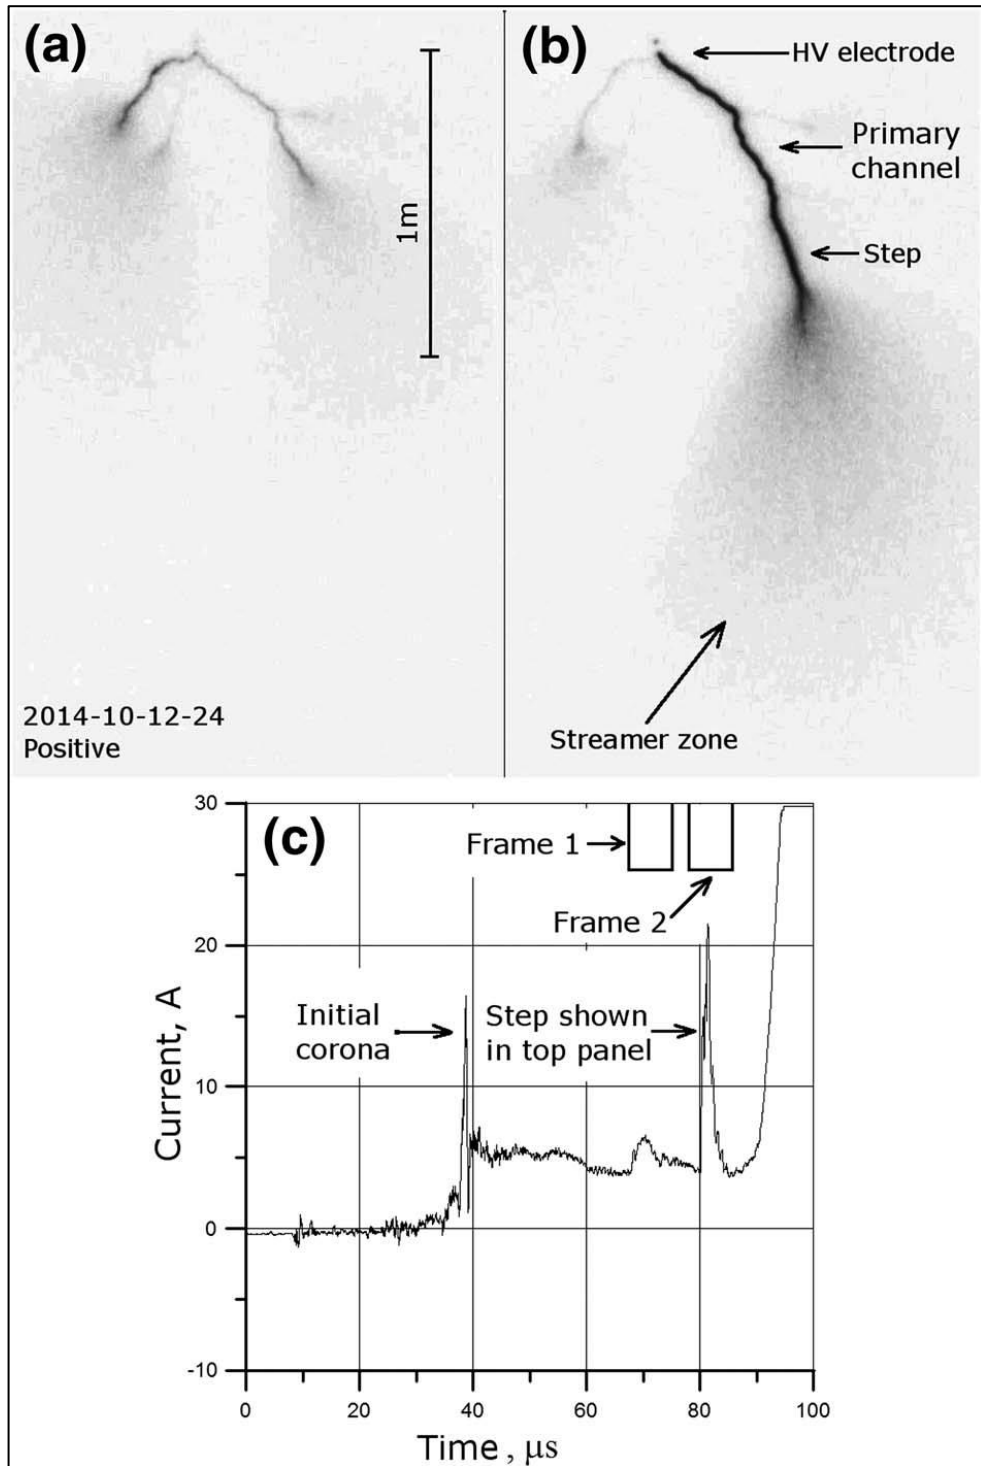 (a)
1m
2014-10-12-24
Positive
(b)
HV electrode
Primary
channel
Step
Streamer zone
(c)
Frame 1
Frame 2
Initial
corona
Step shown
in top panel
Current, A
30
20
10
0
-10
0
20
40
60
80
100
Time , μs